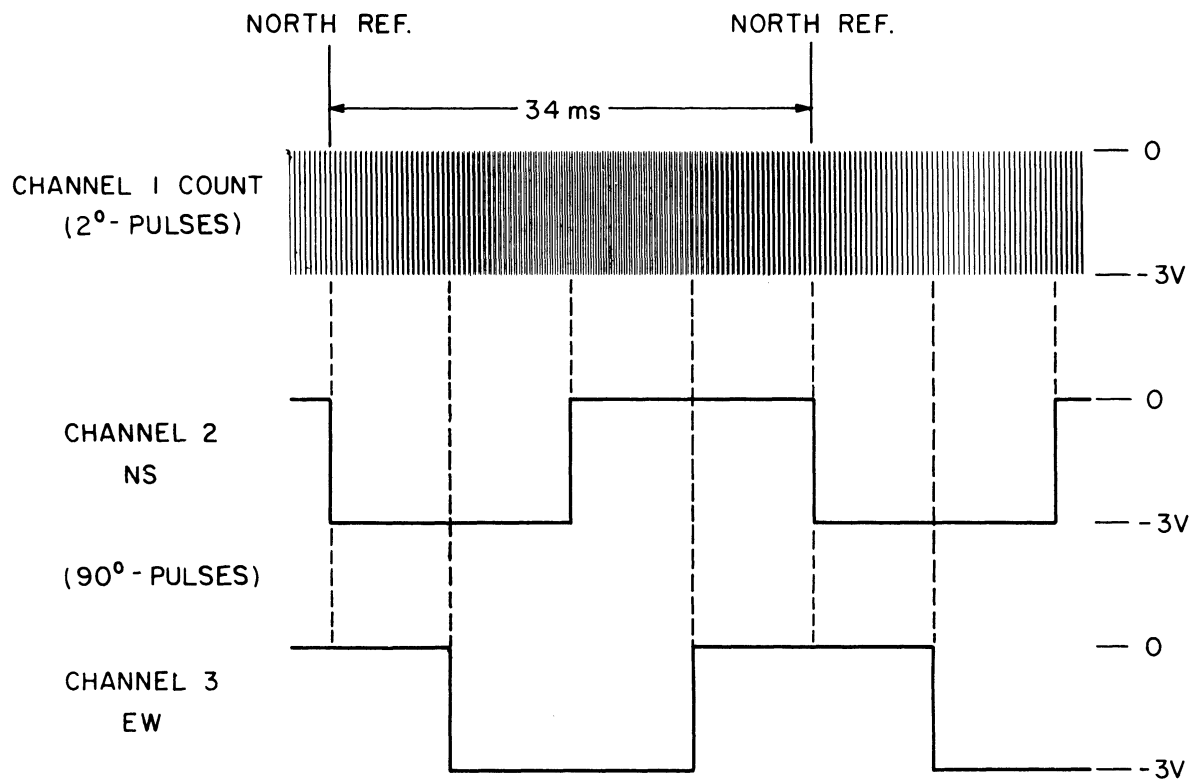 NORTH REF. NORTH REF.
34 ms
CHANNEL 1 COUNT
(2°- PULSES)
0
-3V
CHANNEL 2
NS
0
-3V
(90°- PULSES)
CHANNEL 3
EW
0
-3V